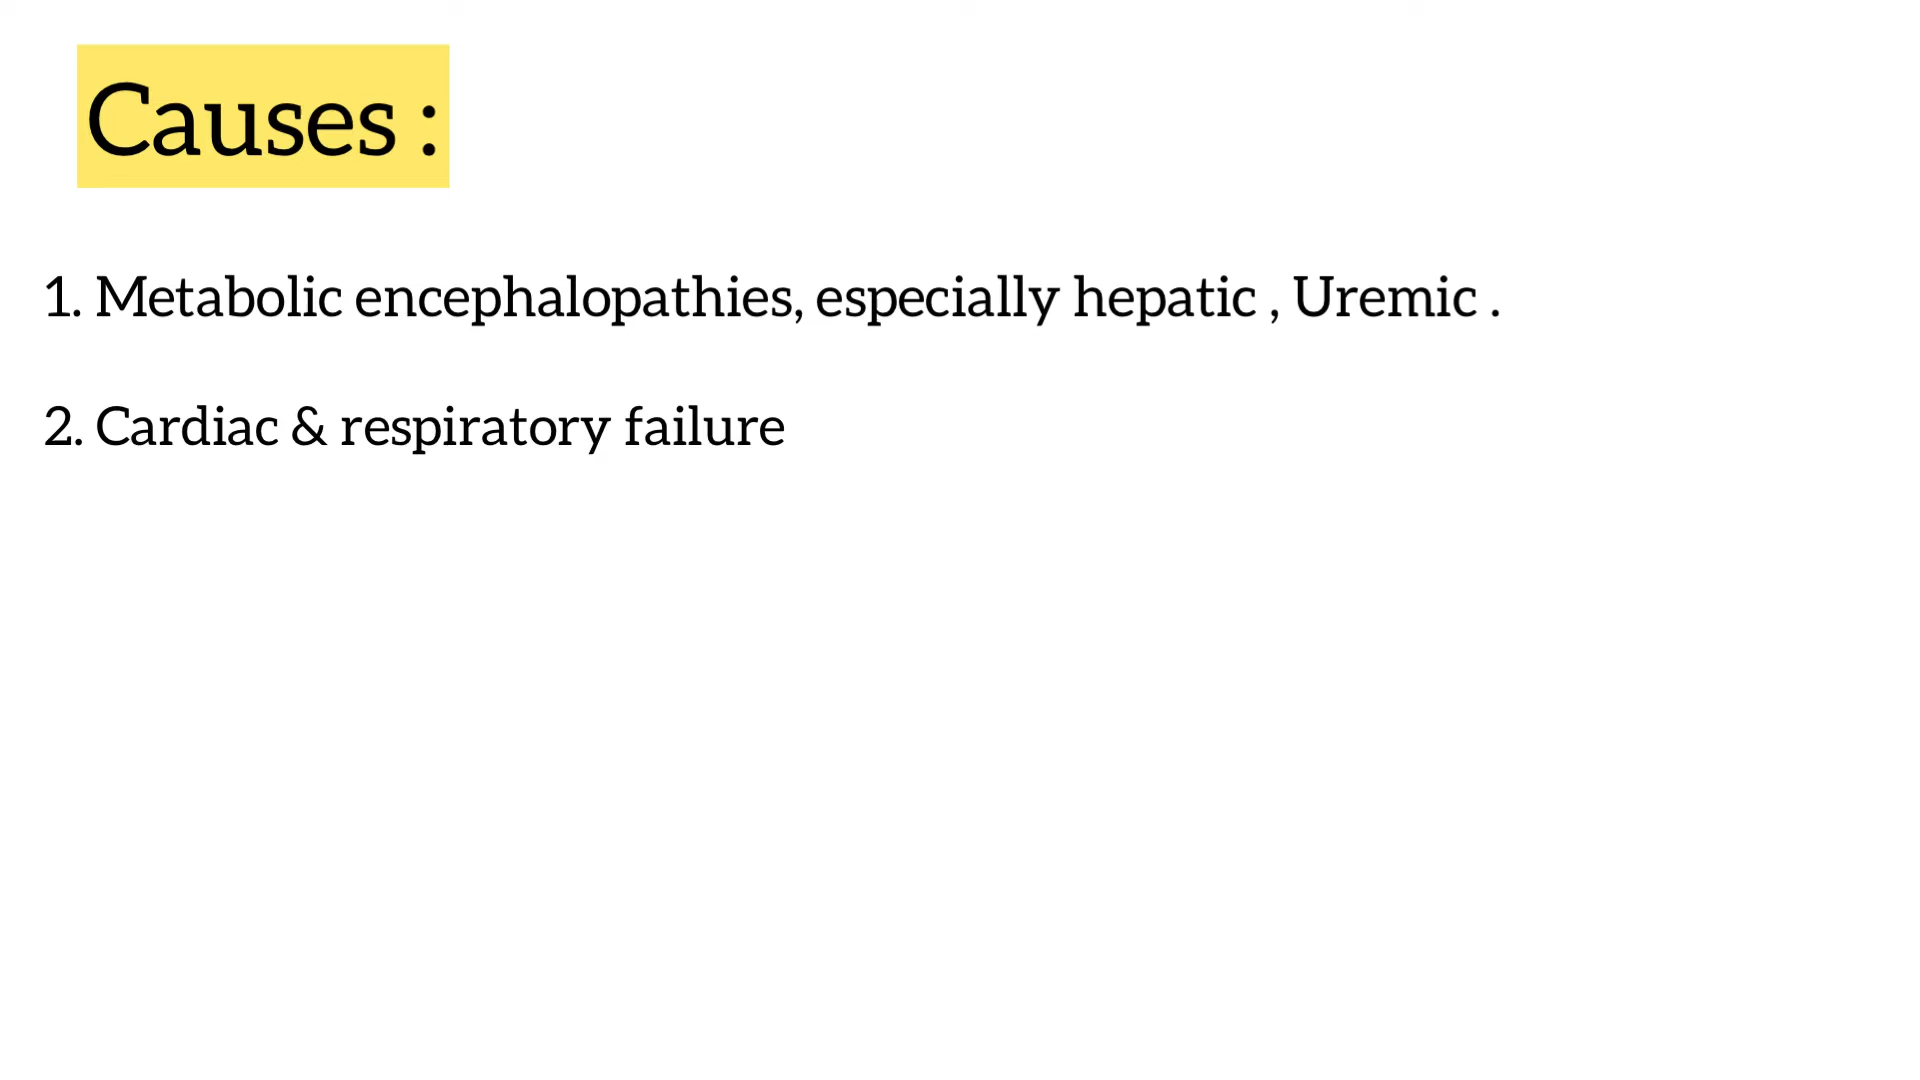 Causes :
1. Metabolic encephalopathies, especially hepatic , Uremic .
2. Cardiac & respiratory failure